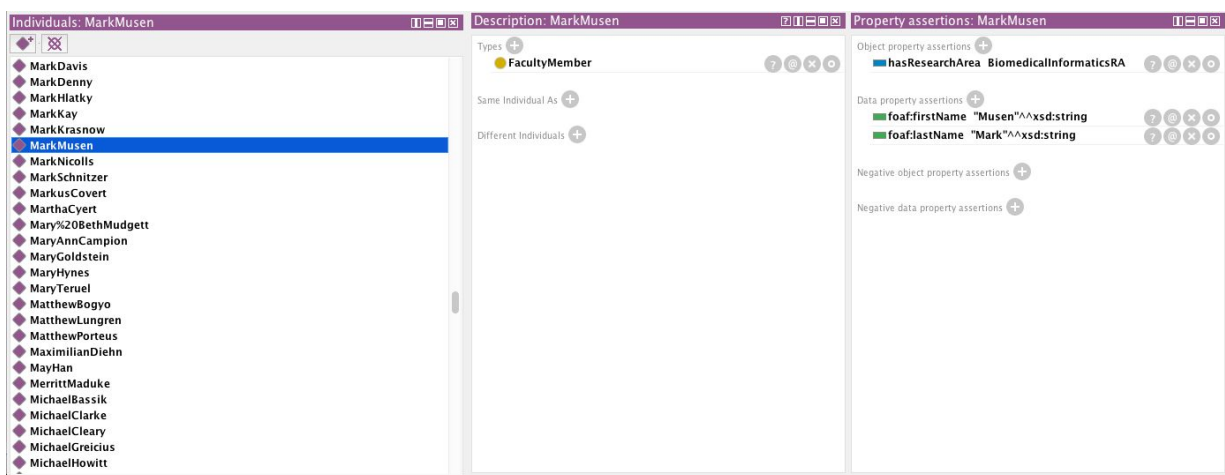 Individuals: MarkMusen
MarkDavis
MarkDenny
MarkHlatky
MarkKay
MarkKrasnow
MarkMusen
MarkNicolls
MarkSchnitzer
MarkusCovert
MarthaCyert
Mary%20BethMudgett
MaryAnnCampion
MaryGoldstein
MaryHynes
MaryTeruel
MatthewBogyo
MatthewLungren
MatthewPorteus
MaximilianDiehn
MayHan
MerrittMaduke
MichaelBassik
MichaelClarke
MichaelCleary
MichaelGreicius
MichaelHowitt
Description: MarkMusen
Types
FacultyMember
Same Individual As
Different Individuals
Property assertions: MarkMusen
Object property assertions
hasResearchArea BiomedicalInformaticsRA
Data property assertions
foaf:firstName "Musen"^^xsd:string
foaf:lastName "Mark"^^xsd:string
Negative object property assertions
Negative data property assertions